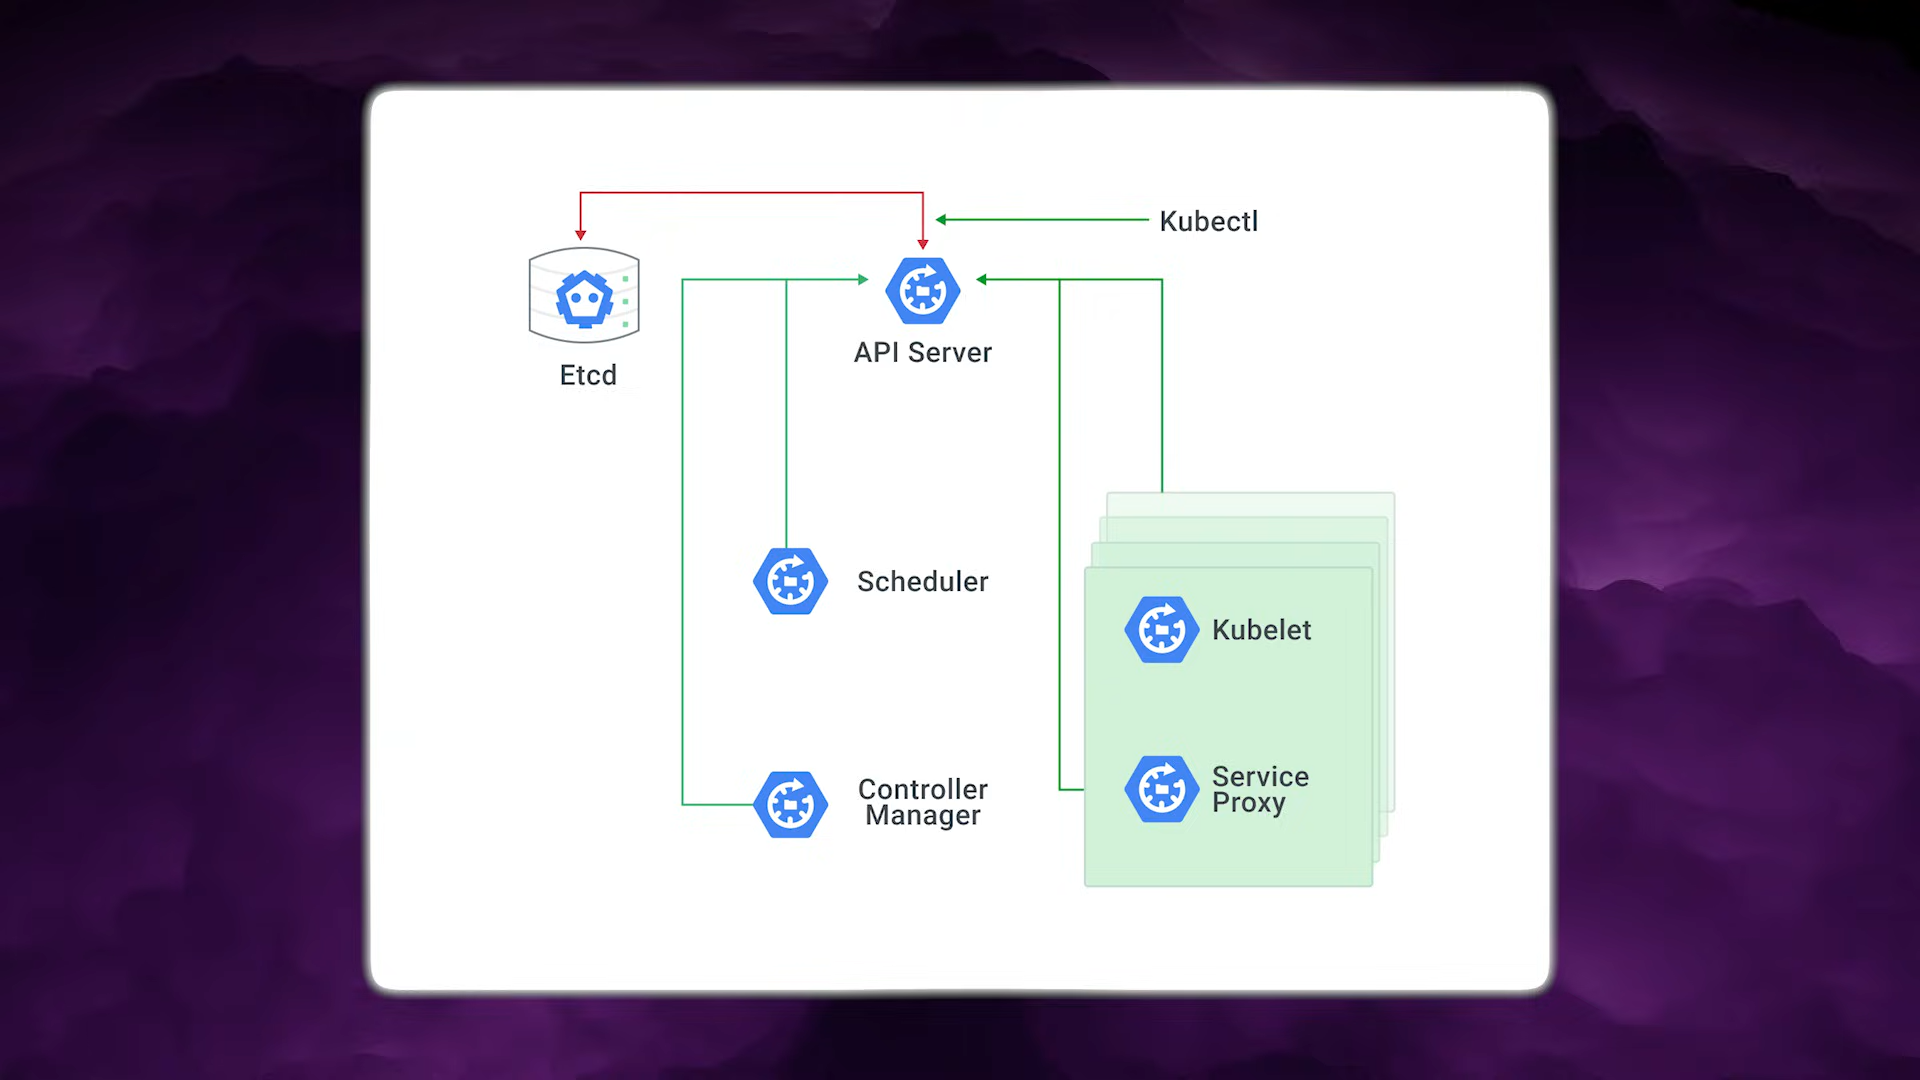 Kubectl
API Server
Etcd
Scheduler
Kubelet
Controller
Manager
Service
Proxy